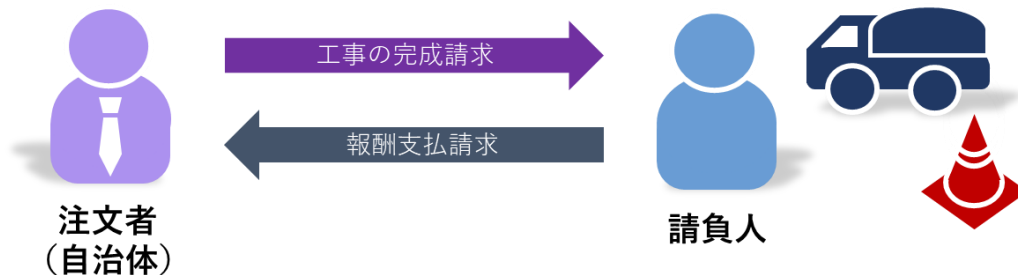 工事の完成請求
報酬支払請求
注文者
（自治体）
請負人